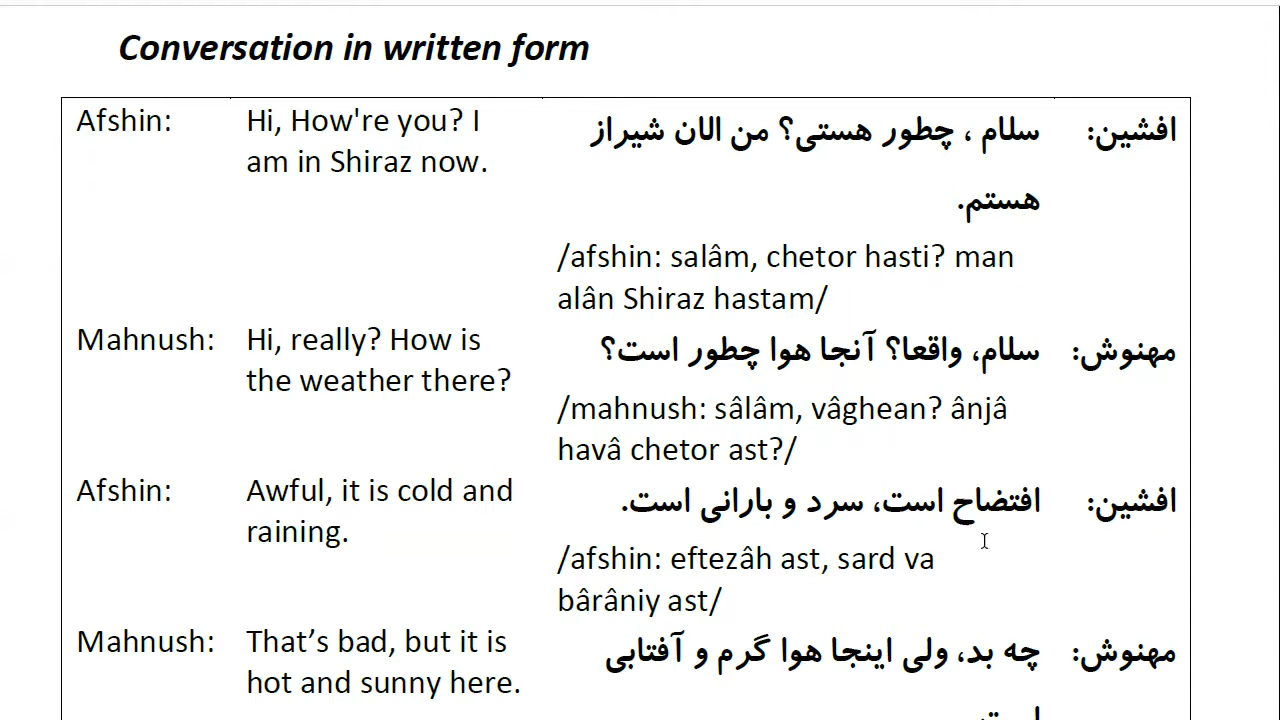 Conversation in written form
Afshin:
Hi, How're you? I
am in Shiraz now.
سلام ، چطور هستی؟ من الان شیراز
هستم.
افشین:
/afshin: salâm, chetor hasti? man
alân Shiraz hastam/
Mahnush:
Hi, really? How is
the weather there?
سلام، واقعا؟ آنجا هوا چطور است؟
مهنوش:
/mahnush: sâlâm, vâghean? ânjâ
havâ chetor ast?/
Afshin:
Awful, it is cold and
raining.
افتضاح است، سرد و بارانی است.
افشین:
/afshin: eftezâh ast, sard va
bârâniy ast/
Mahnush:
That’s bad, but it is
hot and sunny here.
چه بد، ولی اینجا هوا گرم و آفتابی
مهنوش: